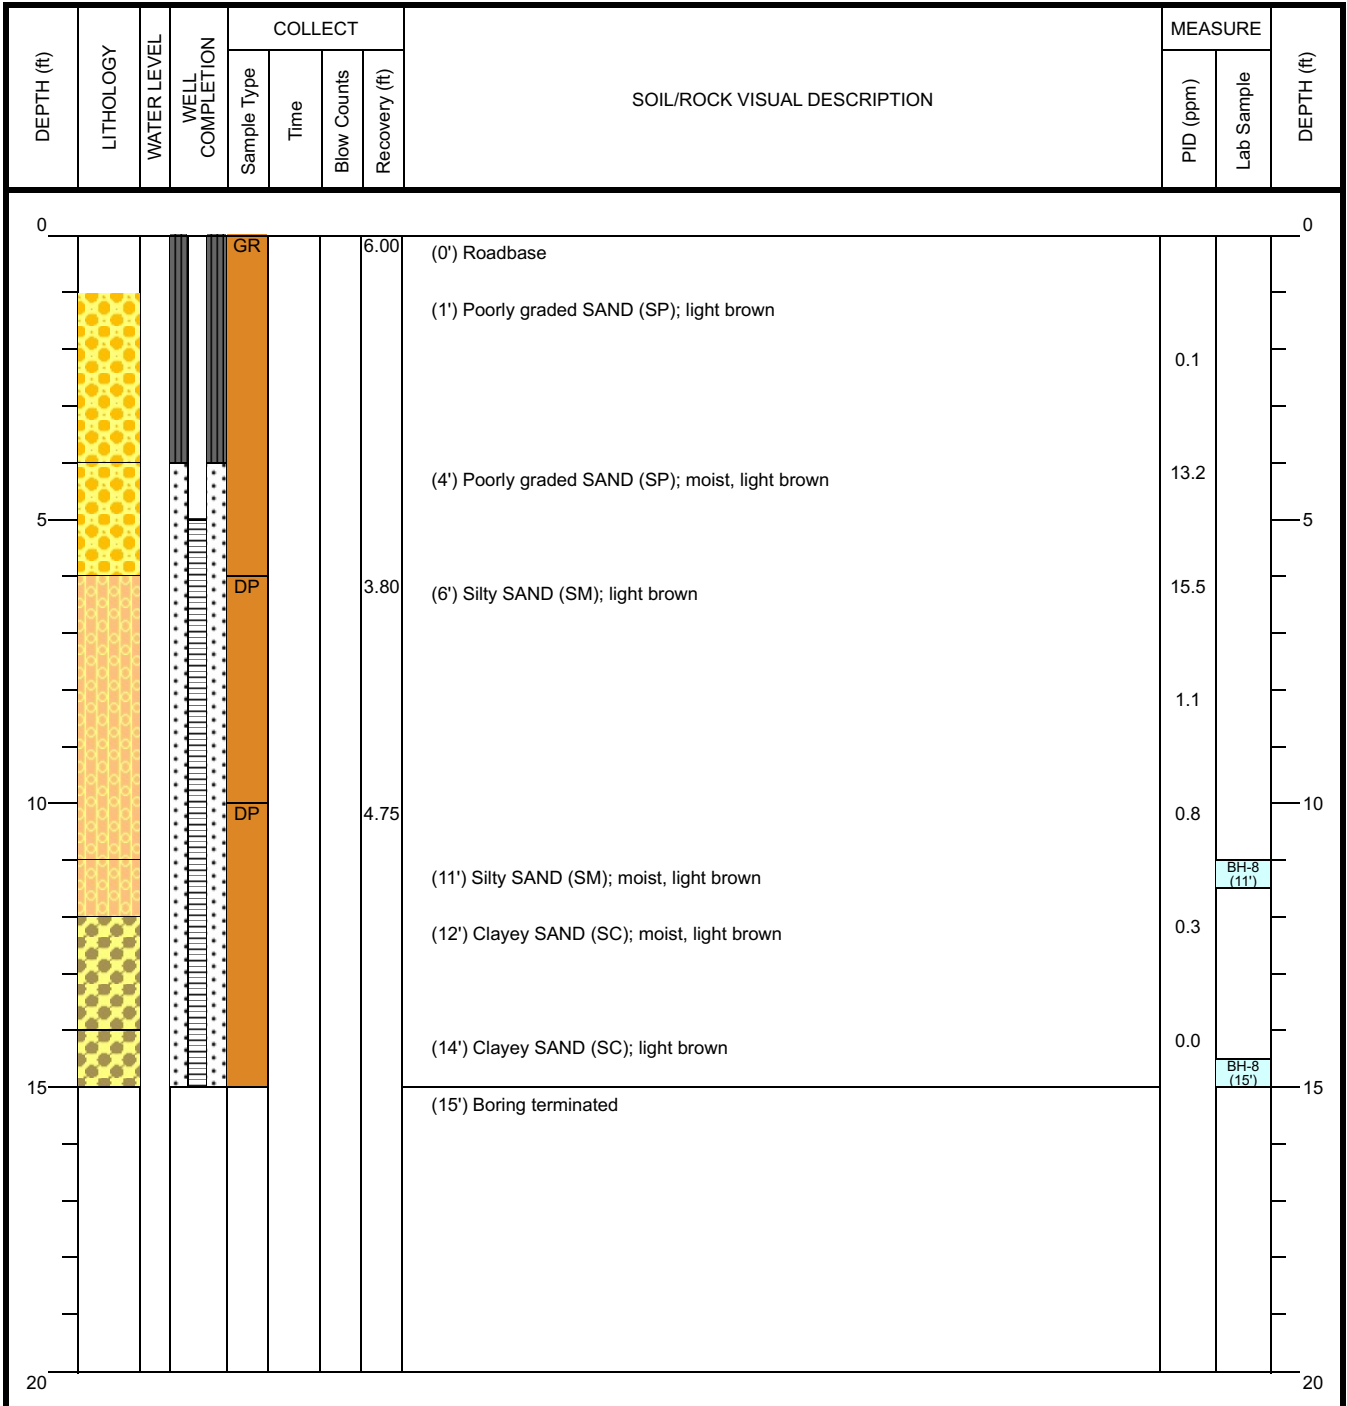 DEPTH (ft)
LITHOLOGY
WATER LEVEL
WELL
COMPLETION
COLLECT
Sample Type
Time
Blow Counts
Recovery (ft)
SOIL/ROCK VISUAL DESCRIPTION
MEASURE
PID (ppm)
Lab Sample
DEPTH (ft)
0 0
GR 6.00 (0') Roadbase
(1') Poorly graded SAND (SP); light brown
0.1
(4') Poorly graded SAND (SP); moist, light brown 13.2
5 5
DP 3.80 (6') Silty SAND (SM); light brown 15.5
1.1
10 10
DP 4.75 0.8
(11') Silty SAND (SM); moist, light brown
BH-8
(11')
(12') Clayey SAND (SC); moist, light brown 0.3
(14') Clayey SAND (SC); light brown 0.0
BH-8
(15')
15 15
(15') Boring terminated
20 20